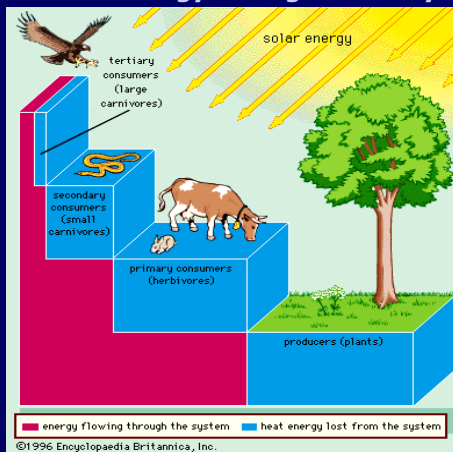 solar energy
tertiary
consumers
(large
carnivores)
secondary
consumers
(small
carnivores)
primary consumers
(herbivores)
producers (plants)
energy flowing through the system
heat energy lost from the system
©1996 Encyclopaedia Britannica, Inc.